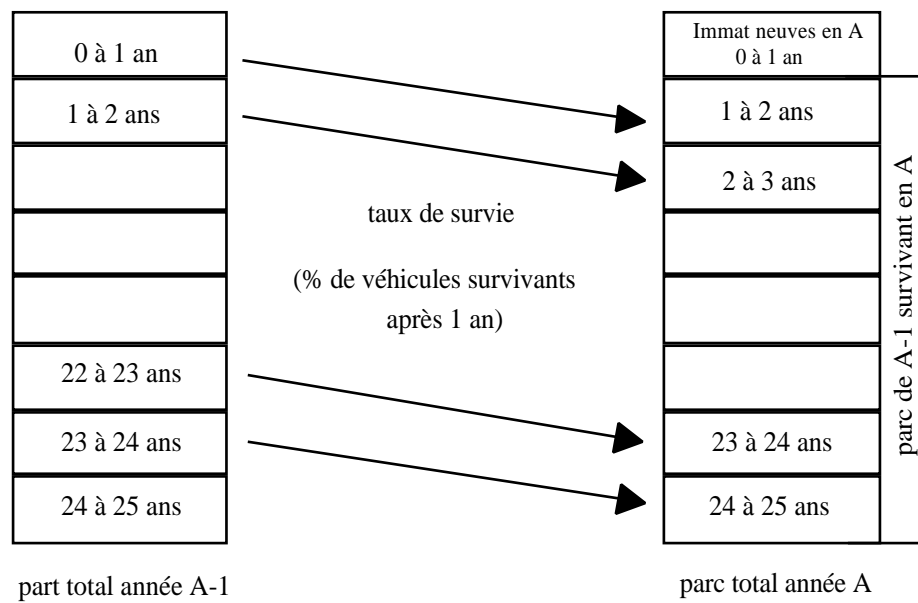 0 à 1 an
1 à 2 ans
22 à 23 ans
23 à 24 ans
24 à 25 ans
part total année A-1
taux de survie
(% de véhicules survivants
après 1 an)
Immat neuves en A
0 à 1 an
1 à 2 ans
2 à 3 ans
23 à 24 ans
24 à 25 ans
parc total année A
parc de A-1 survivant en A